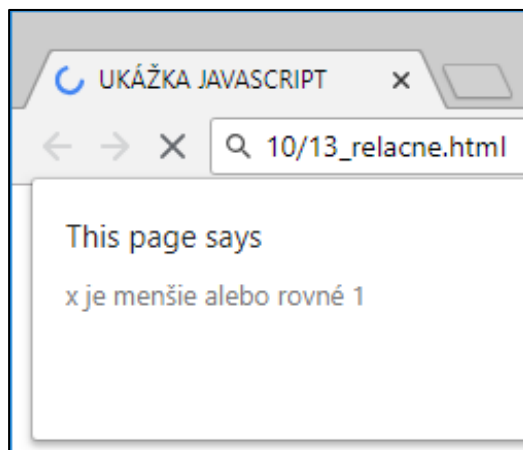 UKÁŽKA JAVASCRIPT
10/13_relacne.html
This page says
x je menšie alebo rovné 1